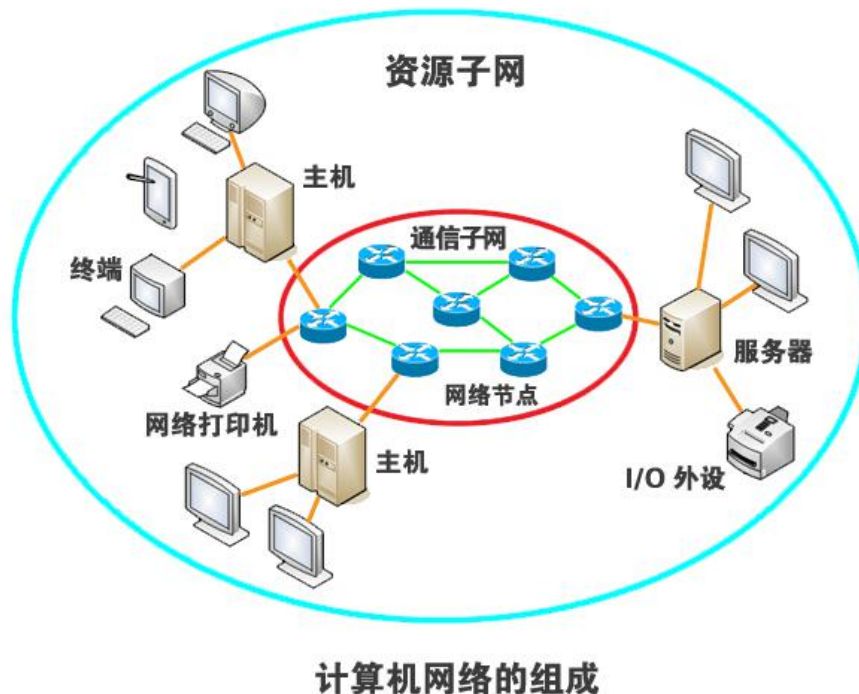 资源子网
主机
通信子网
终端
服务器
网络节点
网络打印机
主机
I/O 外设
计算机网络的组成